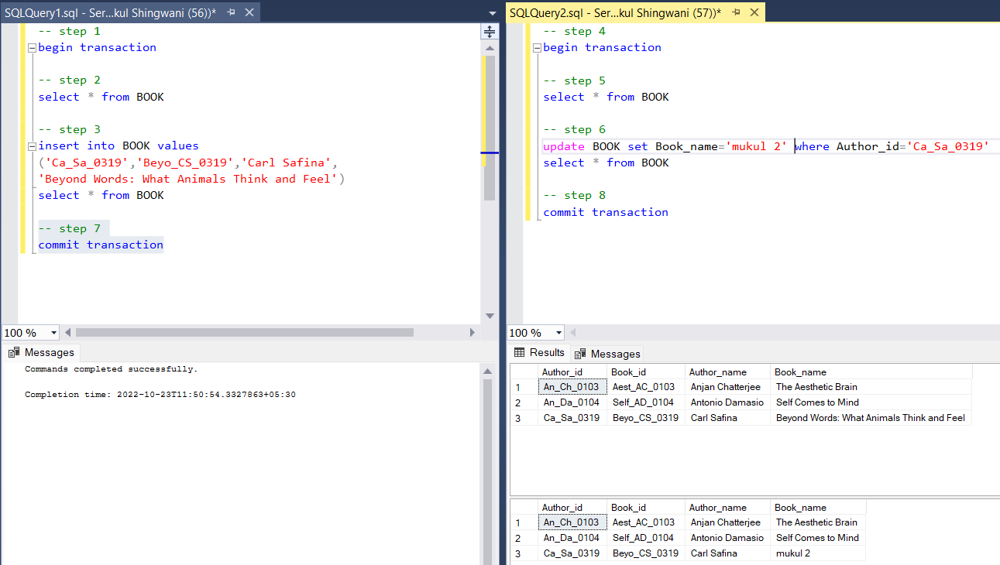 SQLQuery1.sql - Ser...kul Shingwani (56))*
-- step 1
begin transaction
-- step 2
select * from BOOK
-- step 3
insert into BOOK values
('Ca_Sa_0319','Beyo_CS_0319','Carl Safina',
'Beyond Words: What Animals Think and Feel')
select * from BOOK
-- step 7
commit transaction
100 %
Messages
Commands completed successfully.
Completion time: 2022-10-23T11:50:54.3327863+05:30
SQLQuery2.sql - Ser...kul Shingwani (57))*
-- step 4
begin transaction
-- step 5
select * from BOOK
-- step 6
update BOOK set Book_name='mukul 2' where Author_id='Ca_Sa_0319'
select * from BOOK
-- step 8
commit transaction
100 %
Results Messages
Author_id Book_id Author_name Book_name
1 An_Ch_0103 Aest_AC_0103 Anjan Chatterjee The Aesthetic Brain
2 An_Da_0104 Self_AD_0104 Antonio Damasio Self Comes to Mind
3 Ca_Sa_0319 Beyo_CS_0319 Carl Safina Beyond Words: What Animals Think and Feel
Author_id Book_id Author_name Book_name
1 An_Ch_0103 Aest_AC_0103 Anjan Chatterjee The Aesthetic Brain
2 An_Da_0104 Self_AD_0104 Antonio Damasio Self Comes to Mind
3 Ca_Sa_0319 Beyo_CS_0319 Carl Safina mukul 2